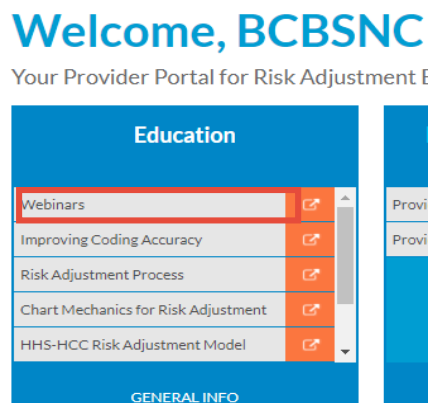 Welcome, BCBSNC
Your Provider Portal for Risk Adjustment
Education
Webinars
Improving Coding Accuracy
Risk Adjustment Process
Chart Mechanics for Risk Adjustment
HHS-HCC Risk Adjustment Model
GENERAL INFO